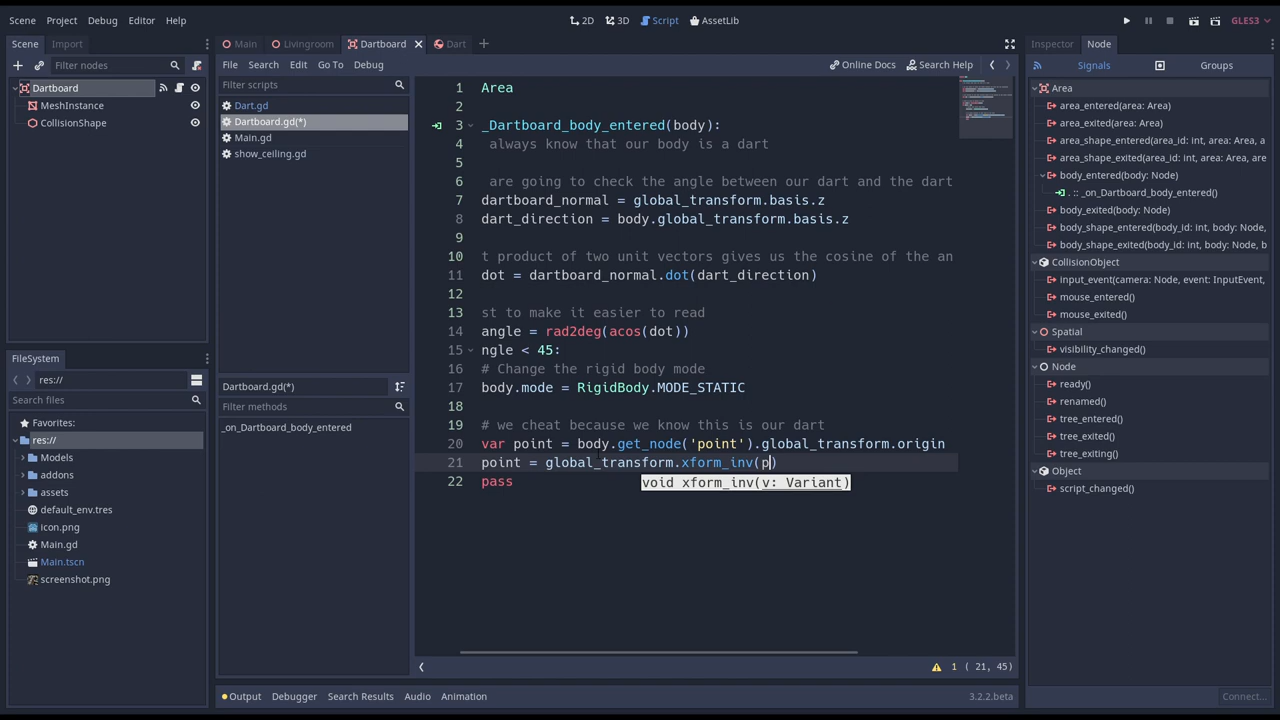 Scene Project Debug Editor Help
2D 3D Script AssetLib
GLES3
Scene Import
Filter nodes
Dartboard
MeshInstance
CollisionShape
FileSystem
res://
Search files
Favorites:
res://
Models
addons
assets
default_env.tres
icon.png
Main.gd
Main.tscn
screenshot.png
Main Livingroom Dartboard Dart
File Search Edit Go To Debug
Online Docs Search Help
Filter scripts
Dart.gd
Dartboard.gd(*)
Main.gd
show_ceiling.gd
Dartboard.gd(*)
Filter methods
_on_Dartboard_body_entered
1 Area
2
3 _Dartboard_body_entered(body):
4 always know that our body is a dart
5
6 are going to check the angle between our dart and the dart
7 dartboard_normal = global_transform.basis.z
8 dart_direction = body.global_transform.basis.z
9
10 t product of two unit vectors gives us the cosine of the an
11 dot = dartboard_normal.dot(dart_direction)
12
13 st to make it easier to read
14 angle = rad2deg(acos(dot))
15 ngle < 45:
16 # Change the rigid body mode
17 body.mode = RigidBody.MODE_STATIC
18
19 # we cheat because we know this is our dart
20 var point = body.get_node('point').global_transform.origin
21 point = global_transform.xform_inv(p)
22 pass
void xform_inv(v: Variant)
1 ( 21, 45)
Output Debugger Search Results Audio Animation
3.2.2.beta
Inspector Node
Signals Groups
Area
area_entered(area: Area)
area_exited(area: Area)
area_shape_entered(area_id: int, area: Area, a
area_shape_exited(area_id: int, area: Area, are
body_entered(body: Node)
. :: _on_Dartboard_body_entered()
body_exited(body: Node)
body_shape_entered(body_id: int, body: Node,
body_shape_exited(body_id: int, body: Node, b
CollisionObject
input_event(camera: Node, event: InputEvent,
mouse_entered()
mouse_exited()
Spatial
visibility_changed()
Node
ready()
renamed()
tree_entered()
tree_exited()
tree_exiting()
Object
script_changed()
Connect...